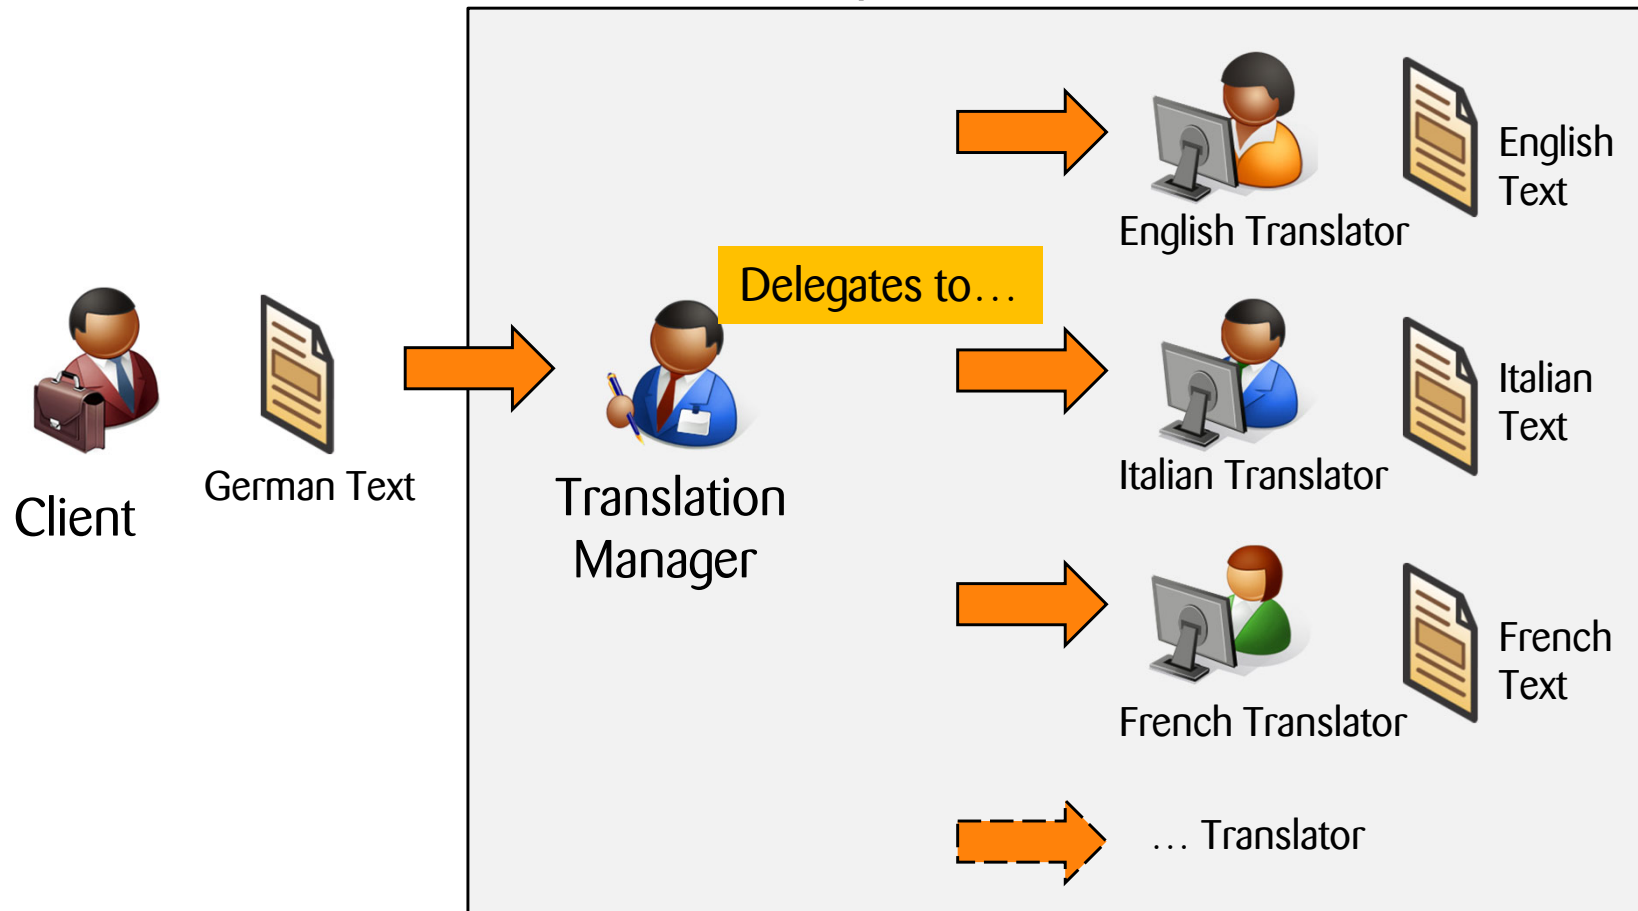 Client
German Text
Translation
Manager
Delegates to…
English Translator
English
Text
Italian Translator
Italian
Text
French Translator
French
Text
… Translator